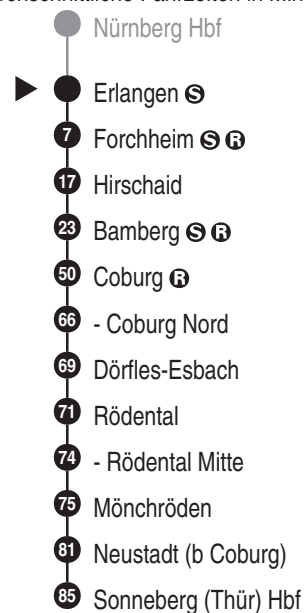 Nürnberg Hbf
Erlangen S
7 Forchheim S R
17 Hirschaid
23 Bamberg S R
50 Coburg R
66 - Coburg Nord
69 Dörfles-Esbach
71 Rödental
74 - Rödental Mitte
75 Mönchröden
81 Neustadt (b Coburg)
85 Sonneberg (Thür) Hbf